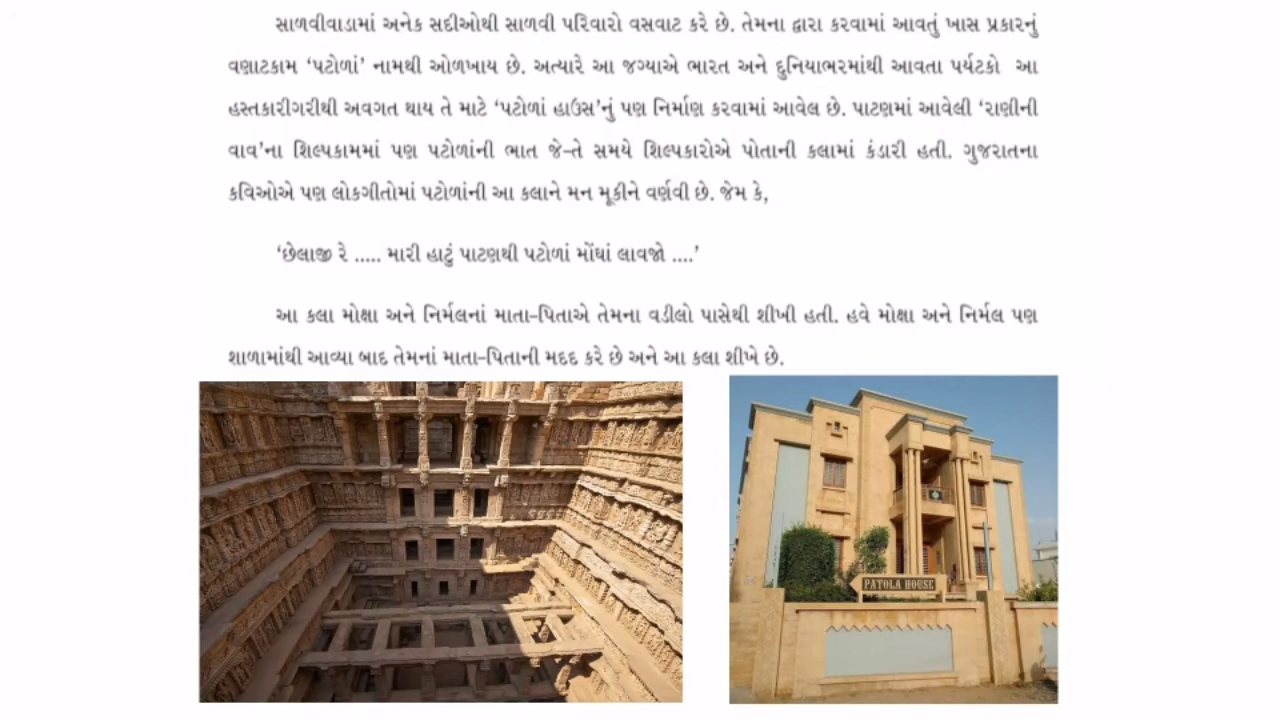 સાળવીવાડામાં અનેક સદીઓથી સાળવી પરિવારો વસવાટ કરે છે. તેમના દ્વારા કરવામાં આવતું ખાસ પ્રકારનું
વણાટકામ ‘પટોળાં’ નામથી ઓળખાય છે. અત્યારે આ જગ્યાએ ભારત અને દુનિયાભરમાંથી આવતા પર્યટકો આ
હસ્તકારીગરીથી અવગત થાય તે માટે ‘પટોળાં હાઉસ’નું પણ નિર્માણ કરવામાં આવેલ છે. પાટણમાં આવેલી ‘રાણીની
વાવ’ના શિલ્પકામમાં પણ પટોળાંની ભાત જે-તે સમયે શિલ્પકારોએ પોતાની કલામાં કંડારી હતી. ગુજરાતના
કવિઓએ પણ લોકગીતોમાં પટોળાંની આ કલાને મન મૂકીને વર્ણવી છે. જેમ કે,
‘છેલાજી રે ..... મારી હાટું પાટણથી પટોળાં મોંઘાં લાવજો ....’
આ કલા મોક્ષા અને નિર્મલનાં માતા-પિતાએ તેમના વડીલો પાસેથી શીખી હતી. હવે મોક્ષા અને નિર્મલ પણ
શાળામાંથી આવ્યા બાદ તેમનાં માતા-પિતાની મદદ કરે છે અને આ કલા શીખે છે.
PATOLA HOUSE